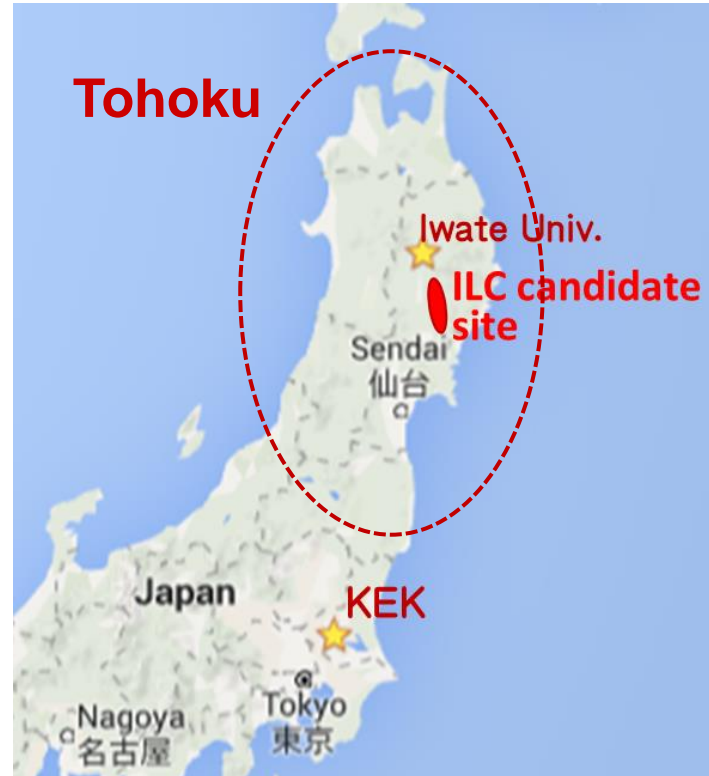 Tohoku
Iwate Univ.
ILC candidate
site
Sendai
仙台
Japan
KEK
Tokyo
東京
Nagoya
名古屋